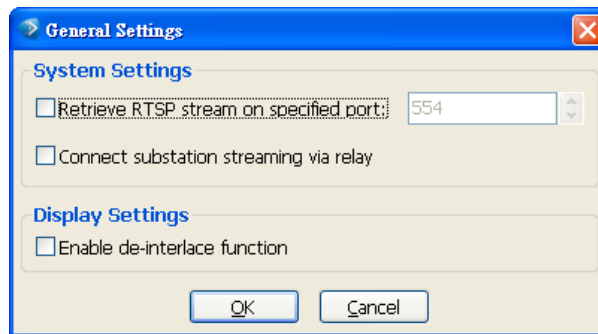 General Settings
System Settings
Retrieve RTSP stream on specified port: 554
Connect substation streaming via relay
Display Settings
Enable de-interlace function
OK Cancel